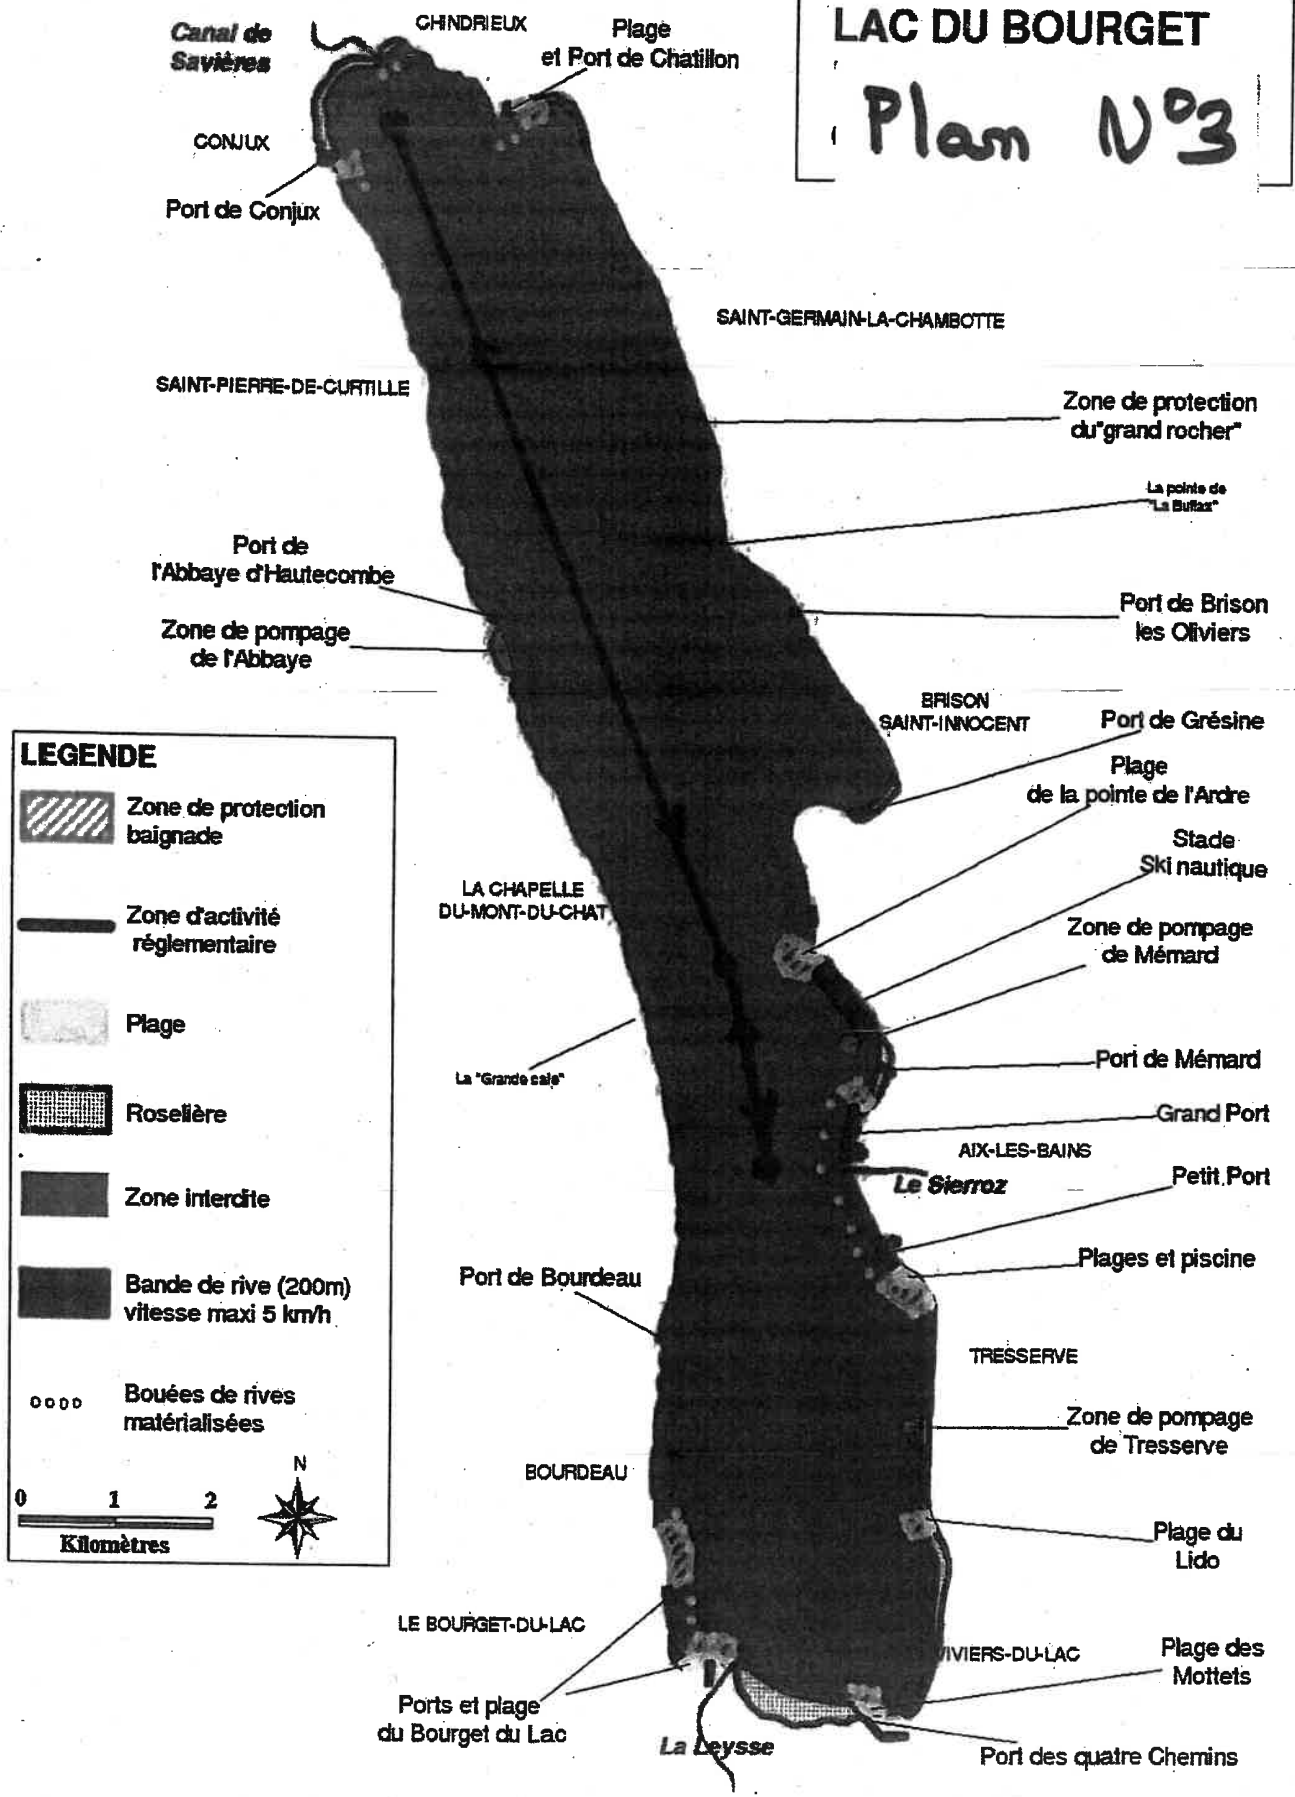 LAC DU BOURGET
Plan N°3
Canal de
Savières
CHINDRIEUX
Plage
et Port de Chatillon
CONJUX
Port de Conjux
SAINT-GERMAIN-LA-CHAMBOTTE
SAINT-PIERRE-DE-CURTILLE
Zone de protection
du"grand rocher"
La pointe de
Port de
l'Abbaye d'Hautecombe
Port de Brison
les Oliviers
Zone de pompage
de l'Abbaye
BRISON
SAINT-INNOCENT
Port de Grésine
Plage
de la pointe de l'Ardre
Stade
Ski nautique
LA CHAPELLE
DU-MONT-DU-CHAT
Zone de pompage
de Mémard
La "Grande cale"
Port de Mémard
Grand Port
AIX-LES-BAINS
Le Sierroz
Petit Port
Plages et piscine
Port de Bourdeau
TRESSERVE
Zone de pompage
de Tresserve
BOURDEAU
Plage du
Lido
LE BOURGET-DU-LAC
VIVIERS-DU-LAC
Plage des
Mottets
Ports et plage
du Bourget du Lac
La Leysse
Port des quatre Chemins
LEGENDE
Zone de protection
baignade
Zone d'activité
réglementaire
Plage
Roselière
Zone interdite
Bande de rive (200m)
vitesse maxi 5 km/h
Bouées de rives
matérialisées
N
0 1 2
Kilomètres